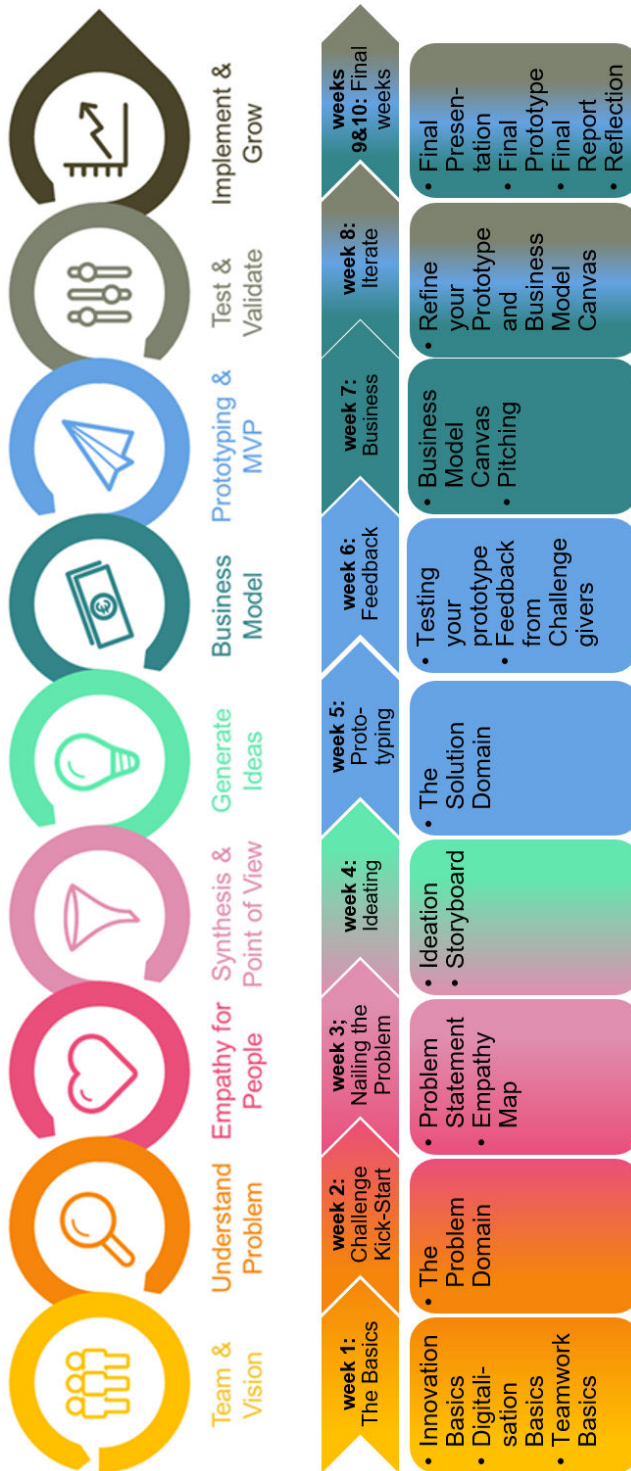 Team &
Vision
Understand
Problem
Empathy for
People
Synthesis &
Point of View
Generate
Ideas
Business
Model
Prototyping &
MVP
Test &
Validate
Implement &
Grow
week 1:
The Basics
week 2:
Challenge
Kick-Start
week 3;
Nailing the
Problem
week 4:
Ideating
week 5:
Proto-
typing
week 6:
Feedback
week 7:
Business
week 8:
Iterate
weeks
9&10: Final
weeks
• Innovation
Basics
• Digitali-
sation
Basics
• Teamwork
Basics
• The
Problem
Domain
• Problem
Statement
• Empathy
Map
• Ideation
• Storyboard
• The
Solution
Domain
• Testing
your
prototype
• Feedback
from
Challenge
givers
• Business
Model
Canvas
• Pitching
• Refine
your
Prototype
and
Business
Model
Canvas
• Final
Presen-
tation
• Final
Prototype
• Final
Report
• Reflection